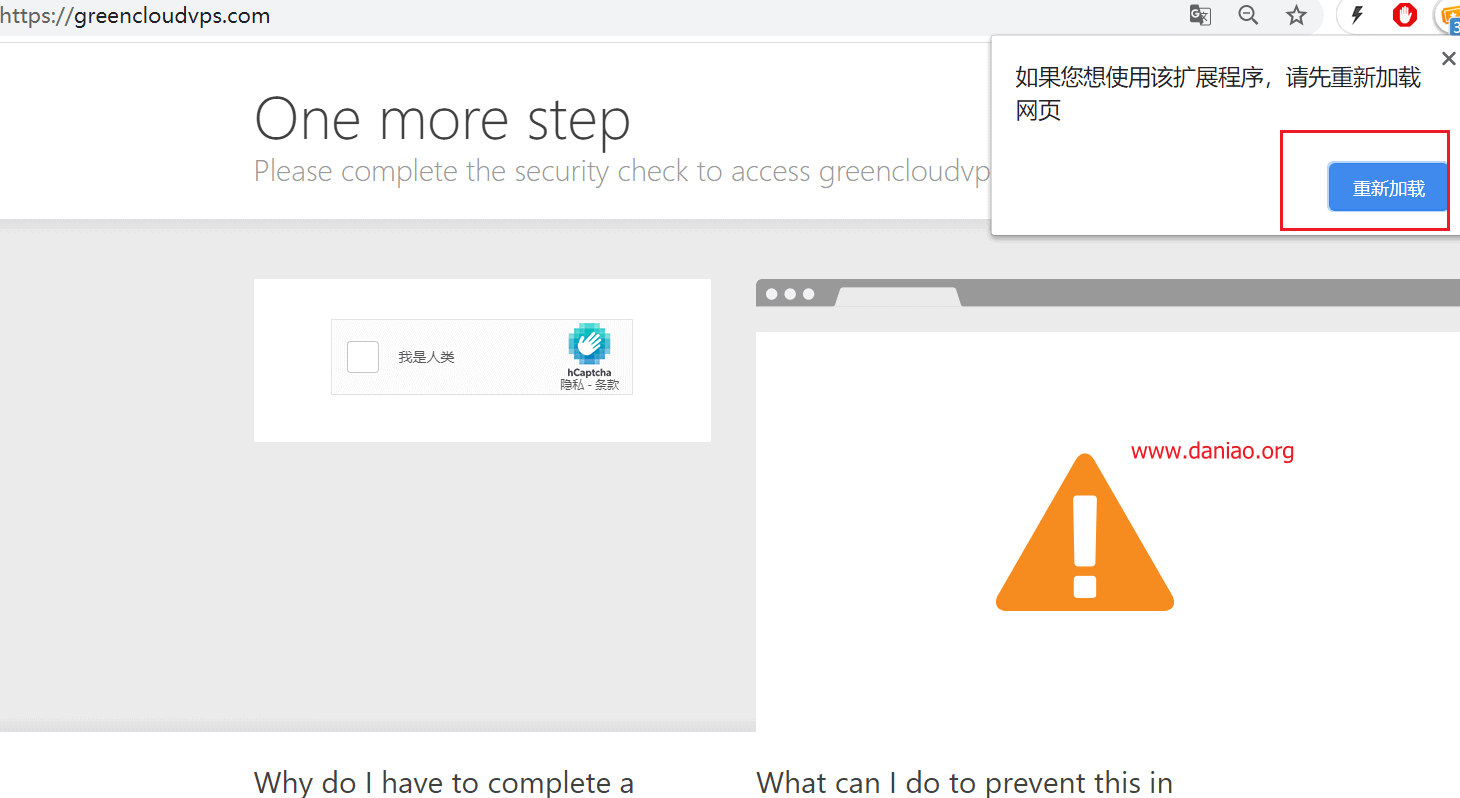 https://greencloudvps.com
如果您想使用该扩展程序，请先重新加载
网页
重新加载
One more step
Please complete the security check to access greencloudvp
我是人类
hCaptcha
隐私 - 条款
www.daniao.org
Why do I have to complete a
What can I do to prevent this in